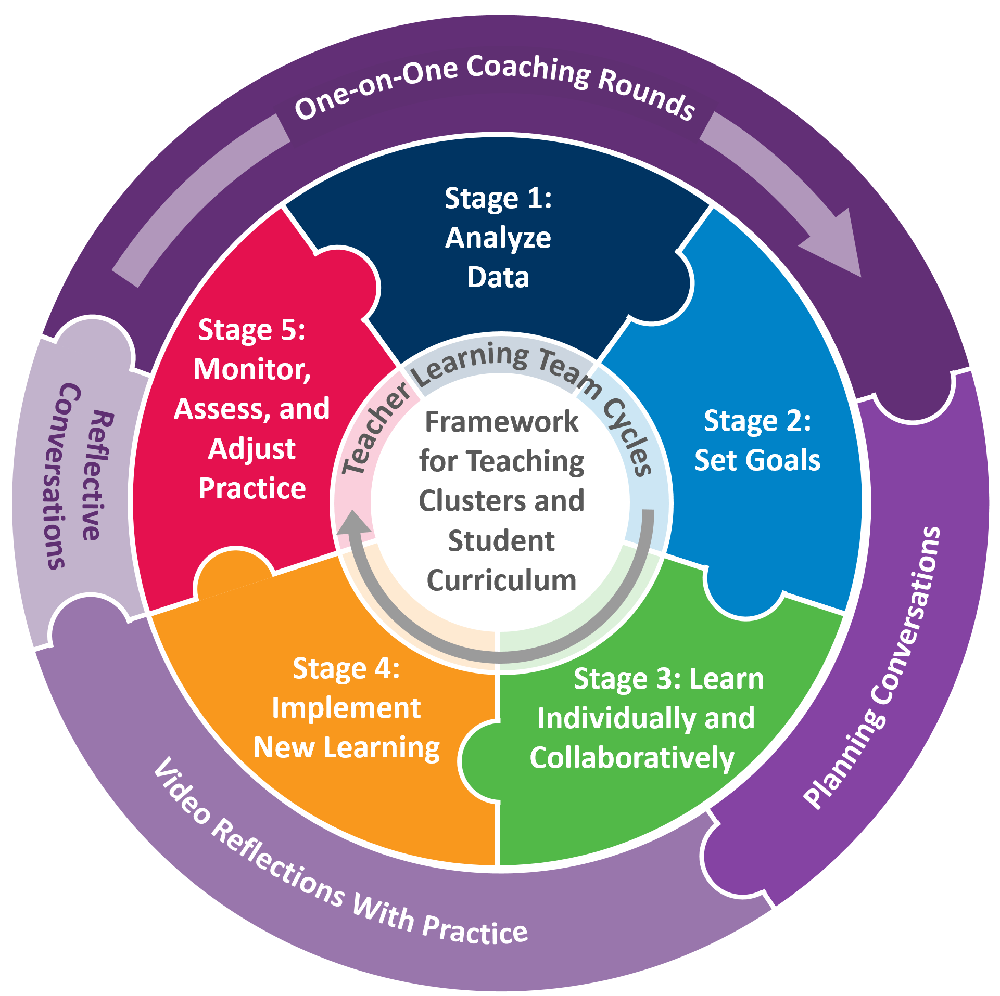 One-on-One Coaching Rounds
Stage 1:
Analyze
Data
Stage 2:
Set Goals
Stage 3: Learn
Individually and
Collaboratively
Stage 4:
Implement
New Learning
Stage 5:
Monitor,
Assess, and
Adjust
Practice
Teacher Learning Team Cycles
Framework
for Teaching
Clusters and
Student
Curriculum
Planning Conversations
Video Reflections With Practice
Reflective
Conversations